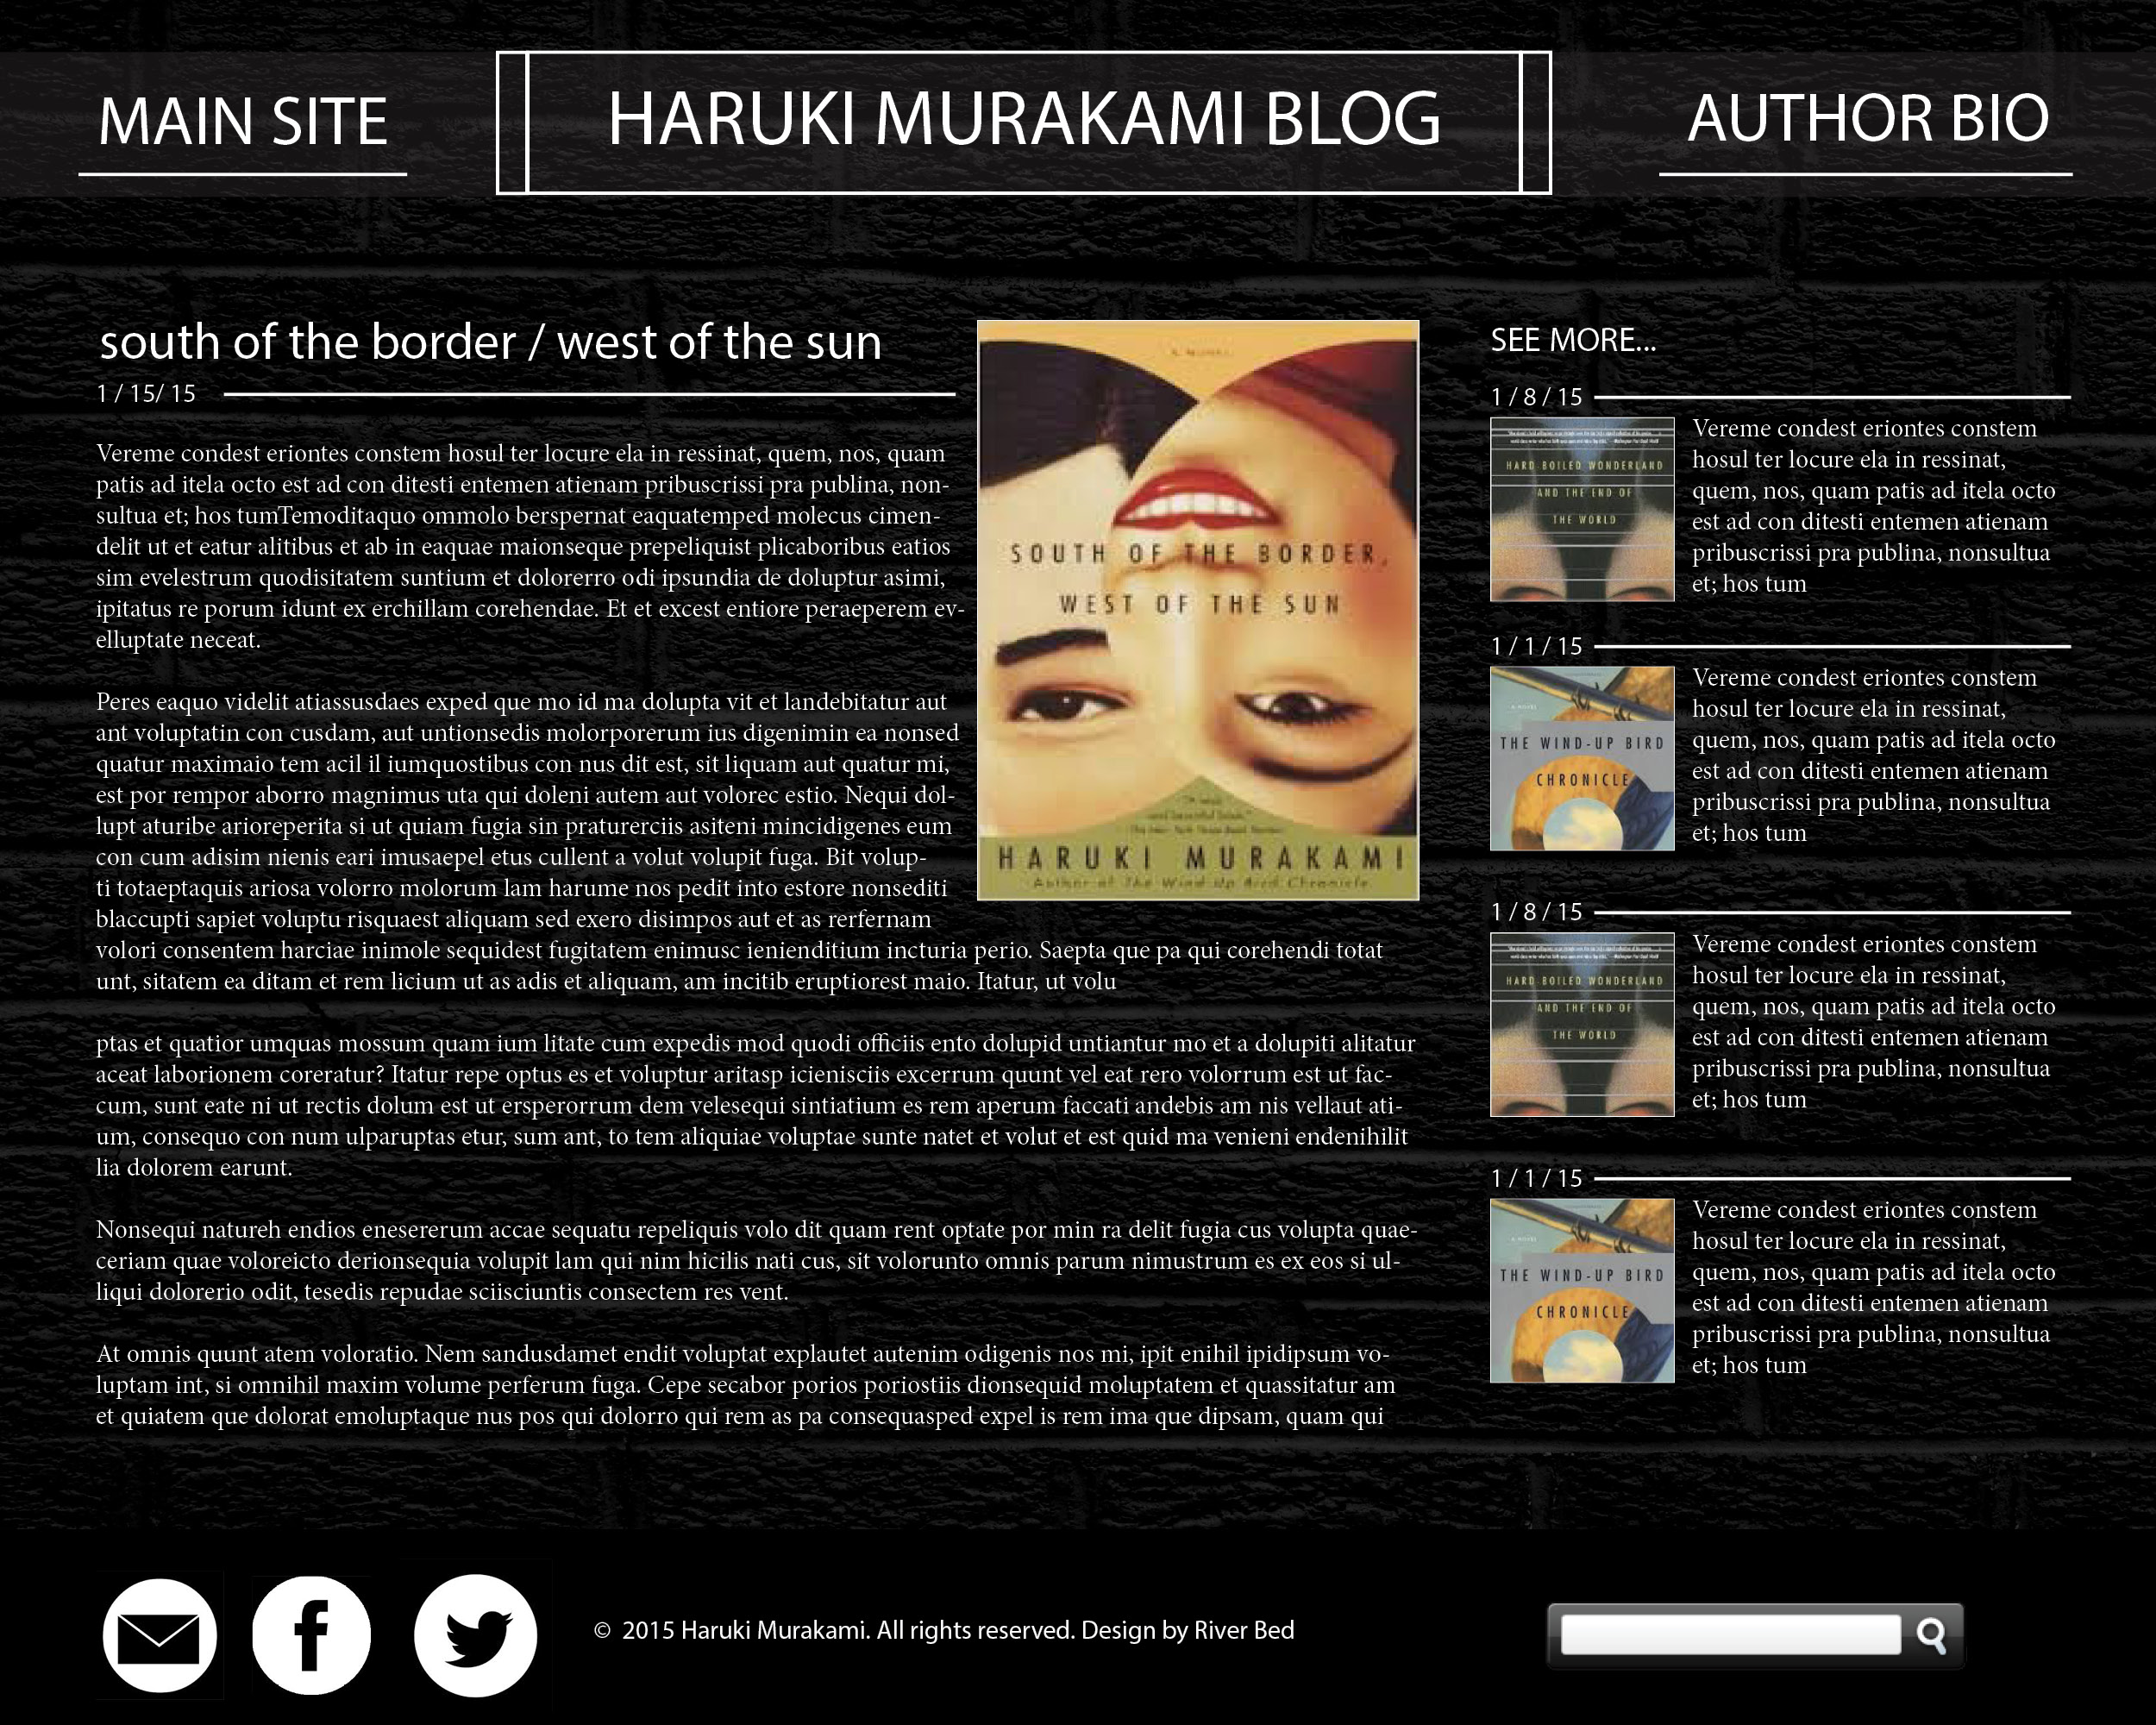 MAIN SITE
HARUKI MURAKAMI BLOG
AUTHOR BIO
south of the border / west of the sun
1 / 15/ 15
Vereme condest eriontes constem hosul ter locure ela in ressinat, quem, nos, quam
patis ad itela octo est ad con ditesti entemen atienam pribuscrissi pra publina, non-
sultua et; hos tumTemoditaquo ommolo berspernat eaquatemped molecus cimen-
delit ut et eatur alitibus et ab in eaquae maionseque prepeliquist plicaboribus eatios
sim evelestrum quodisitatem suntium et dolorerro odi ipsundia de doluptur asimi,
ipitatus re porum idunt ex erchillam corehendae. Et et excest entiore peraeperem ev-
elluptate neceat.
Peres eaquo videlit atiassusdaes exped que mo id ma dolupta vit et landebitatur aut
ant voluptatin con cusdam, aut untionsedis molorporerum ius digenimin ea nonsed
quatur maximaio tem acil il iumquostibus con nus dit est, sit liquam aut quatur mi,
est por rempor aborro magnimus uta qui doleni autem aut volorec estio. Nequi dol-
lupt aturibe arioreperita si ut quiam fugia sin praturerciis asiteni mincidigenes eum
con cum adisim nienis eari imusaepel etus cullent a volut volupit fuga. Bit volup-
ti totaeptaquis ariosa volorro molorum lam harume nos pedit into estore nonsediti
blaccupti sapiet voluptu risquaest aliquam sed exero disimpos aut et as rerfernam
volori consentem harciae inimole sequidest fugitatem enimusc ienienditium incturia perio. Saepta que pa qui corehendi totat
unt, sitatem ea ditam et rem licium ut as adis et aliquam, am incitib eruptiorest maio. Itatur, ut volu
ptas et quatior umquas mossum quam ium litate cum expedis mod quodi officiis ento dolupid untiantur mo et a dolupiti alitatur
aceat laborionem coreratur? Itatur repe optus es et voluptur aritasp icienisciis excerrum quunt vel eat rero volorrum est ut fac-
cum, sunt eate ni ut rectis dolum est ut ersperorrum dem velesequi sintiatium es rem aperum faccati andebis am nis vellaut ati-
um, consequo con num ulparuptas etur, sum ant, to tem aliquiae voluptae sunte natet et volut et est quid ma venieni endenihilit
lia dolorem earunt.
Nonsequi natureh endios enesererum accae sequatu repeliquis volo dit quam rent optate por min ra delit fugia cus volupta quae-
ceriam quae voloreicto derionsequia volupit lam qui nim hicilis nati cus, sit volorunto omnis parum nimustrum es ex eos si ul-
liqui dolorerio odit, tesedis repudae sciisciuntis consectem res vent.
At omnis quunt atem voloratio. Nem sandusdamet endit voluptat explautet autenim odigenis nos mi, ipit enihil ipidipsum vo-
luptam int, si omnihil maxim volume perferum fuga. Cepe secabor porios poriostiis dionsequid moluptatem et quassitatur am
et quiatem que dolorat emoluptaque nus pos qui dolorro qui rem as pa consequasped expel is rem ima que dipsam, quam qui
A NOVEL
SOUTH OF THE BORDER,
WEST OF THE SUN
HARUKI MURAKAMI
Author of The Wind-Up Bird Chronicle
SEE MORE...
1 / 8 / 15
HARD-BOILED WONDERLAND
AND THE END OF
THE WORLD
Vereme condest eriontes constem
hosul ter locure ela in ressinat,
quem, nos, quam patis ad itela octo
est ad con ditesti entemen atienam
pribuscrissi pra publina, nonsultua
et; hos tum
1 / 1 / 15
A NOVEL
THE WIND-UP BIRD
CHRONICLE
Vereme condest eriontes constem
hosul ter locure ela in ressinat,
quem, nos, quam patis ad itela octo
est ad con ditesti entemen atienam
pribuscrissi pra publina, nonsultua
et; hos tum
1 / 8 / 15
HARD-BOILED WONDERLAND
AND THE END OF
THE WORLD
Vereme condest eriontes constem
hosul ter locure ela in ressinat,
quem, nos, quam patis ad itela octo
est ad con ditesti entemen atienam
pribuscrissi pra publina, nonsultua
et; hos tum
1 / 1 / 15
A NOVEL
THE WIND-UP BIRD
CHRONICLE
Vereme condest eriontes constem
hosul ter locure ela in ressinat,
quem, nos, quam patis ad itela octo
est ad con ditesti entemen atienam
pribuscrissi pra publina, nonsultua
et; hos tum
© 2015 Haruki Murakami. All rights reserved. Design by River Bed